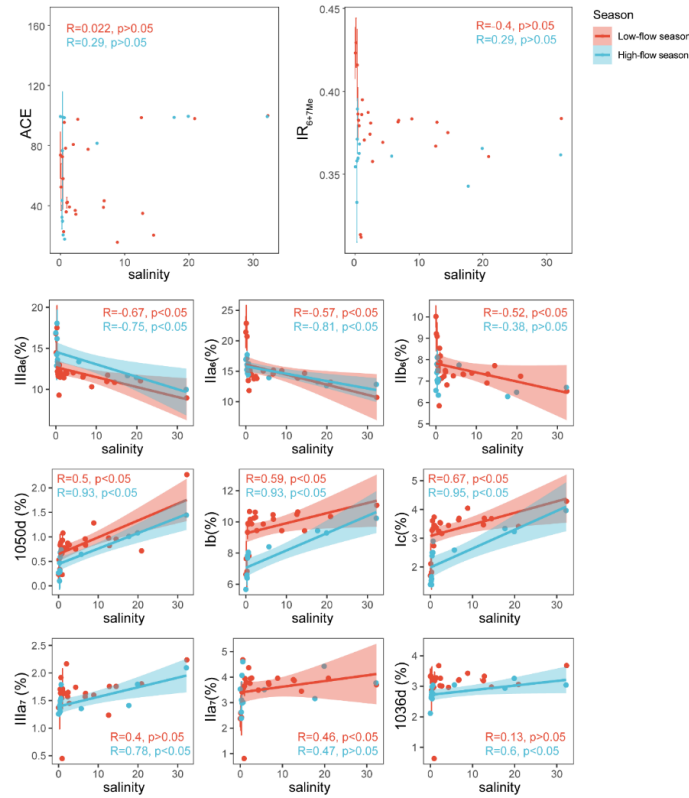 Season
Low-flow season
High-flow season
R=0.022, p>0.05
R=0.29, p>0.05
ACE
160
120
80
40
0 10 20 30
salinity
R=-0.4, p>0.05
R=0.29, p>0.05
IR6+7Me
0.45
0.40
0.35
0 10 20 30
salinity
R=-0.67, p<0.05
R=-0.75, p<0.05
IIIa₆(%)
20
15
10
0 10 20 30
salinity
R=-0.57, p<0.05
R=-0.81, p<0.05
IIa₆(%)
25
20
15
10
0 10 20 30
salinity
R=-0.52, p<0.05
R=-0.38, p>0.05
IIb₆(%)
10
9
8
7
6
0 10 20 30
salinity
R=0.5, p<0.05
R=0.93, p<0.05
1050d (%)
2.5
2.0
1.5
1.0
0.5
0.0
0 10 20 30
salinity
R=0.59, p<0.05
R=0.93, p<0.05
Ib(%)
12
10
8
6
0 10 20 30
salinity
R=0.67, p<0.05
R=0.95, p<0.05
Ic(%)
5
4
3
2
0 10 20 30
salinity
IIIa₇(%)
2.5
2.0
1.5
1.0
0.5
R=0.4, p>0.05
R=0.78, p<0.05
0 10 20 30
salinity
IIa₇(%)
5
4
3
2
1
R=0.46, p<0.05
R=0.47, p>0.05
0 10 20 30
salinity
1036d (%)
4
3
2
1
R=0.13, p>0.05
R=0.6, p<0.05
0 10 20 30
salinity